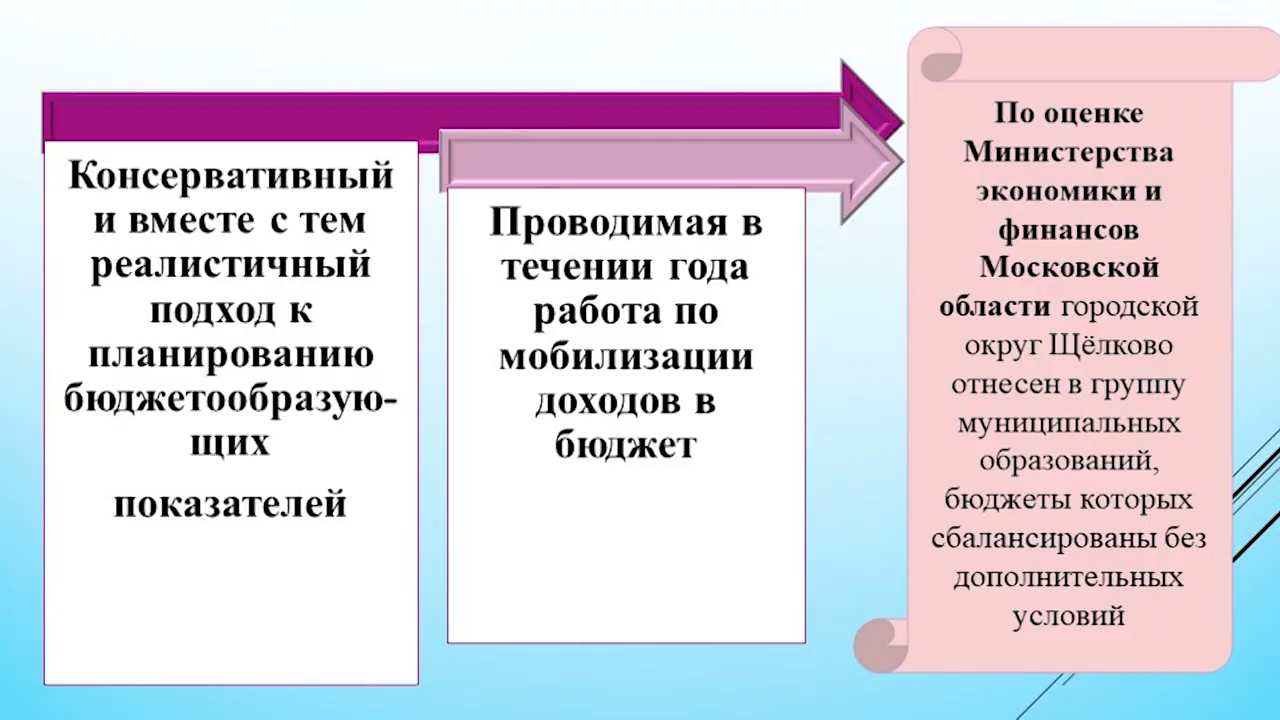 Консервативный
и вместе с тем
реалистичный
подход к
планированию
бюджетообразую-
щих
показателей
Проводимая в
течении года
работа по
мобилизации
доходов в
бюджет
По оценке
Министерства
экономики и
финансов
Московской
области городской
округ Щёлково
отнесен в группу
муниципальных
образований,
бюджеты которых
сбалансированы без
дополнительных
условий